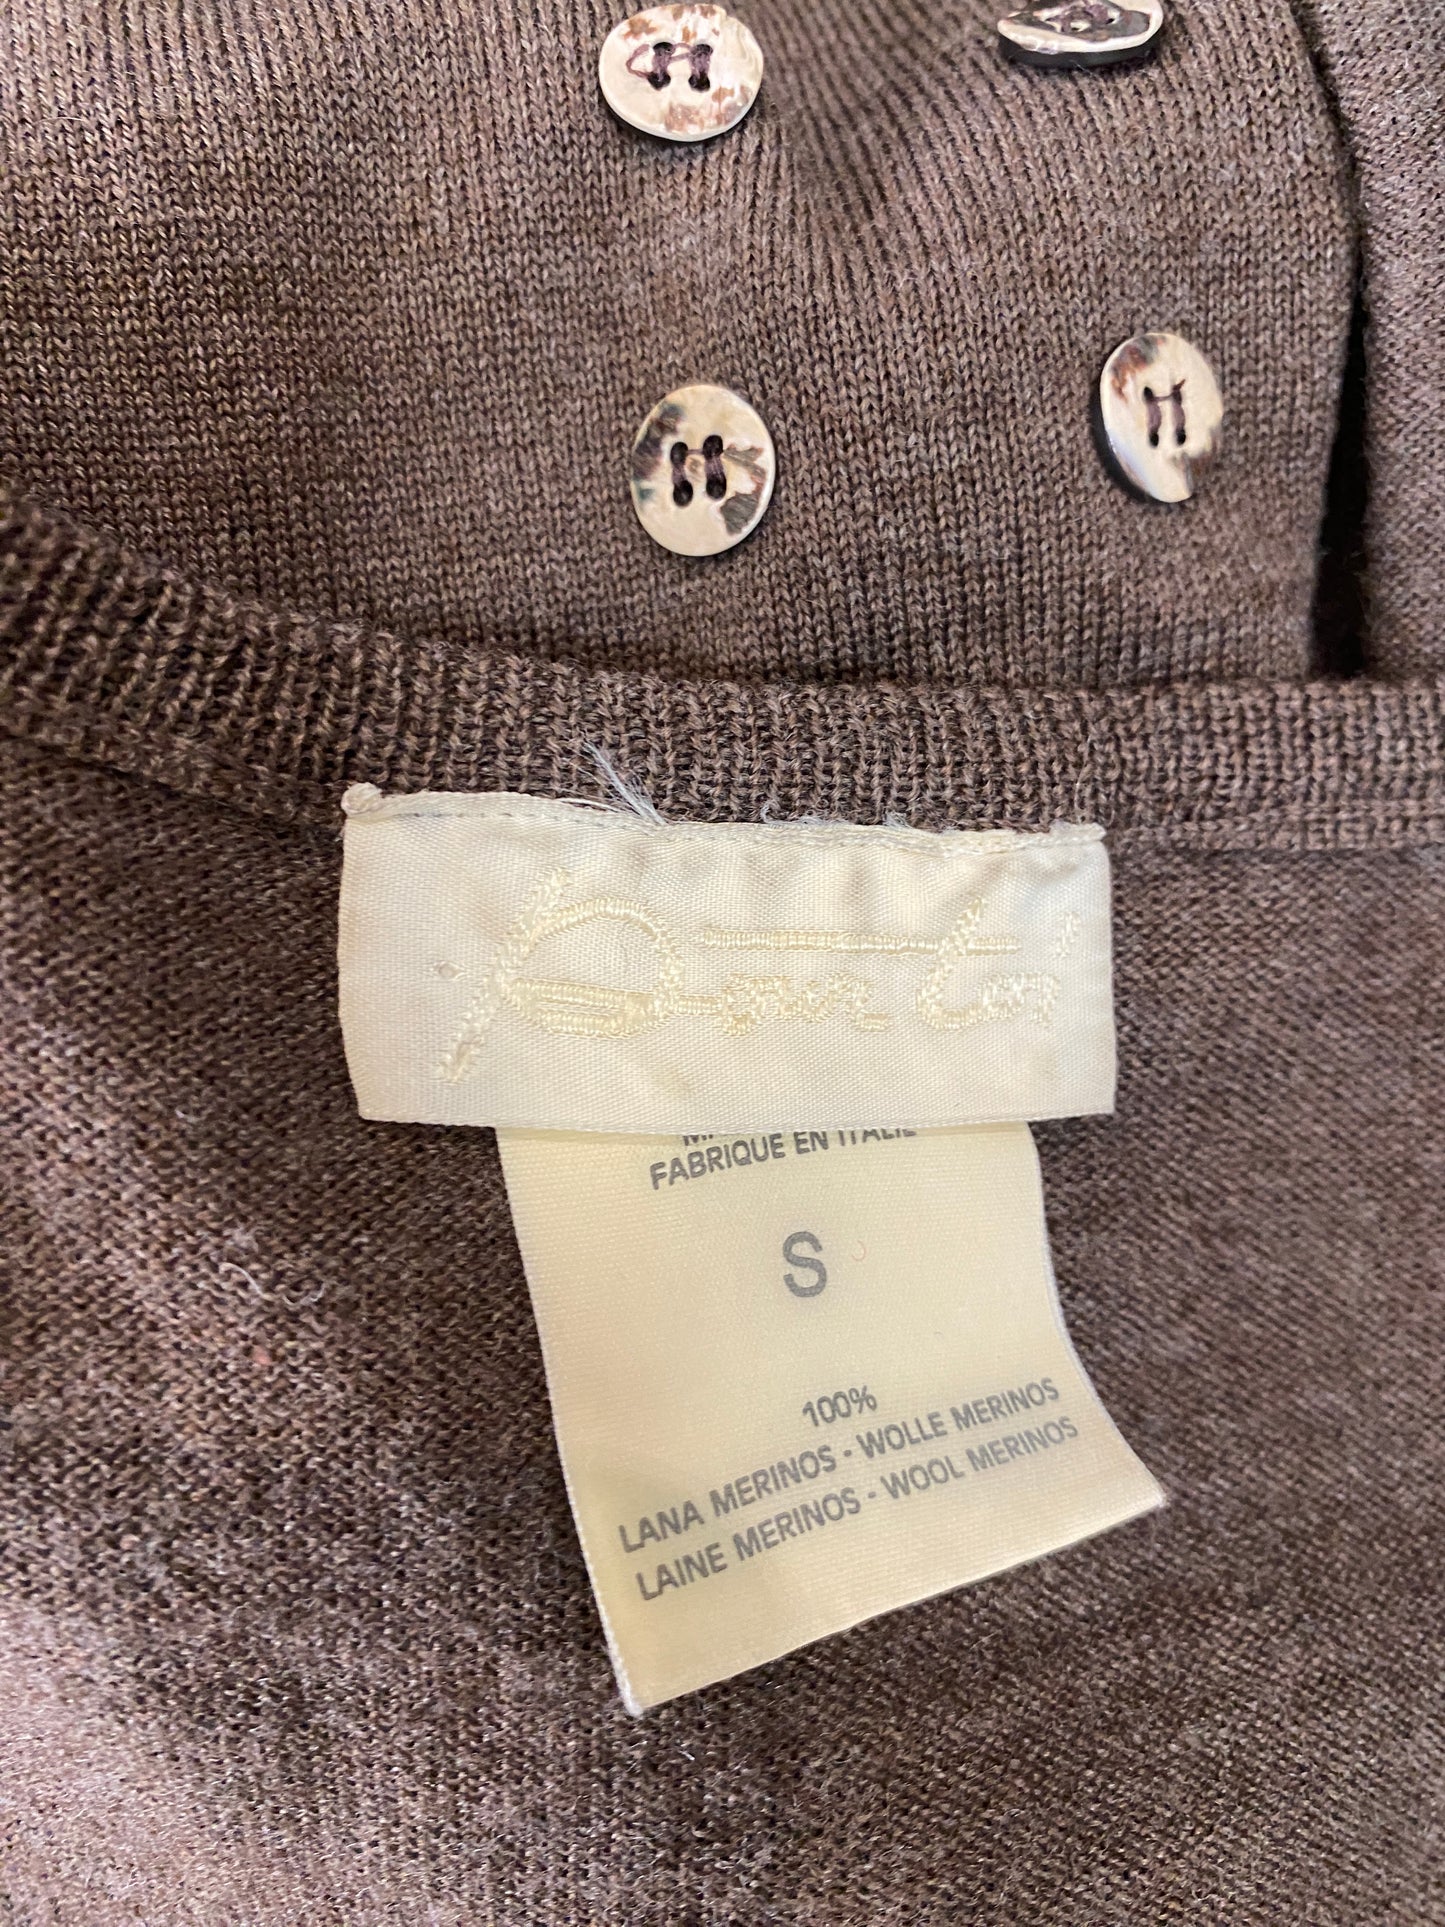 FABRIQUE EN ITALIE
S
100%
LANA MERINOS - WOLLE MERINOS
LAINE MERINOS - WOOL MERINOS